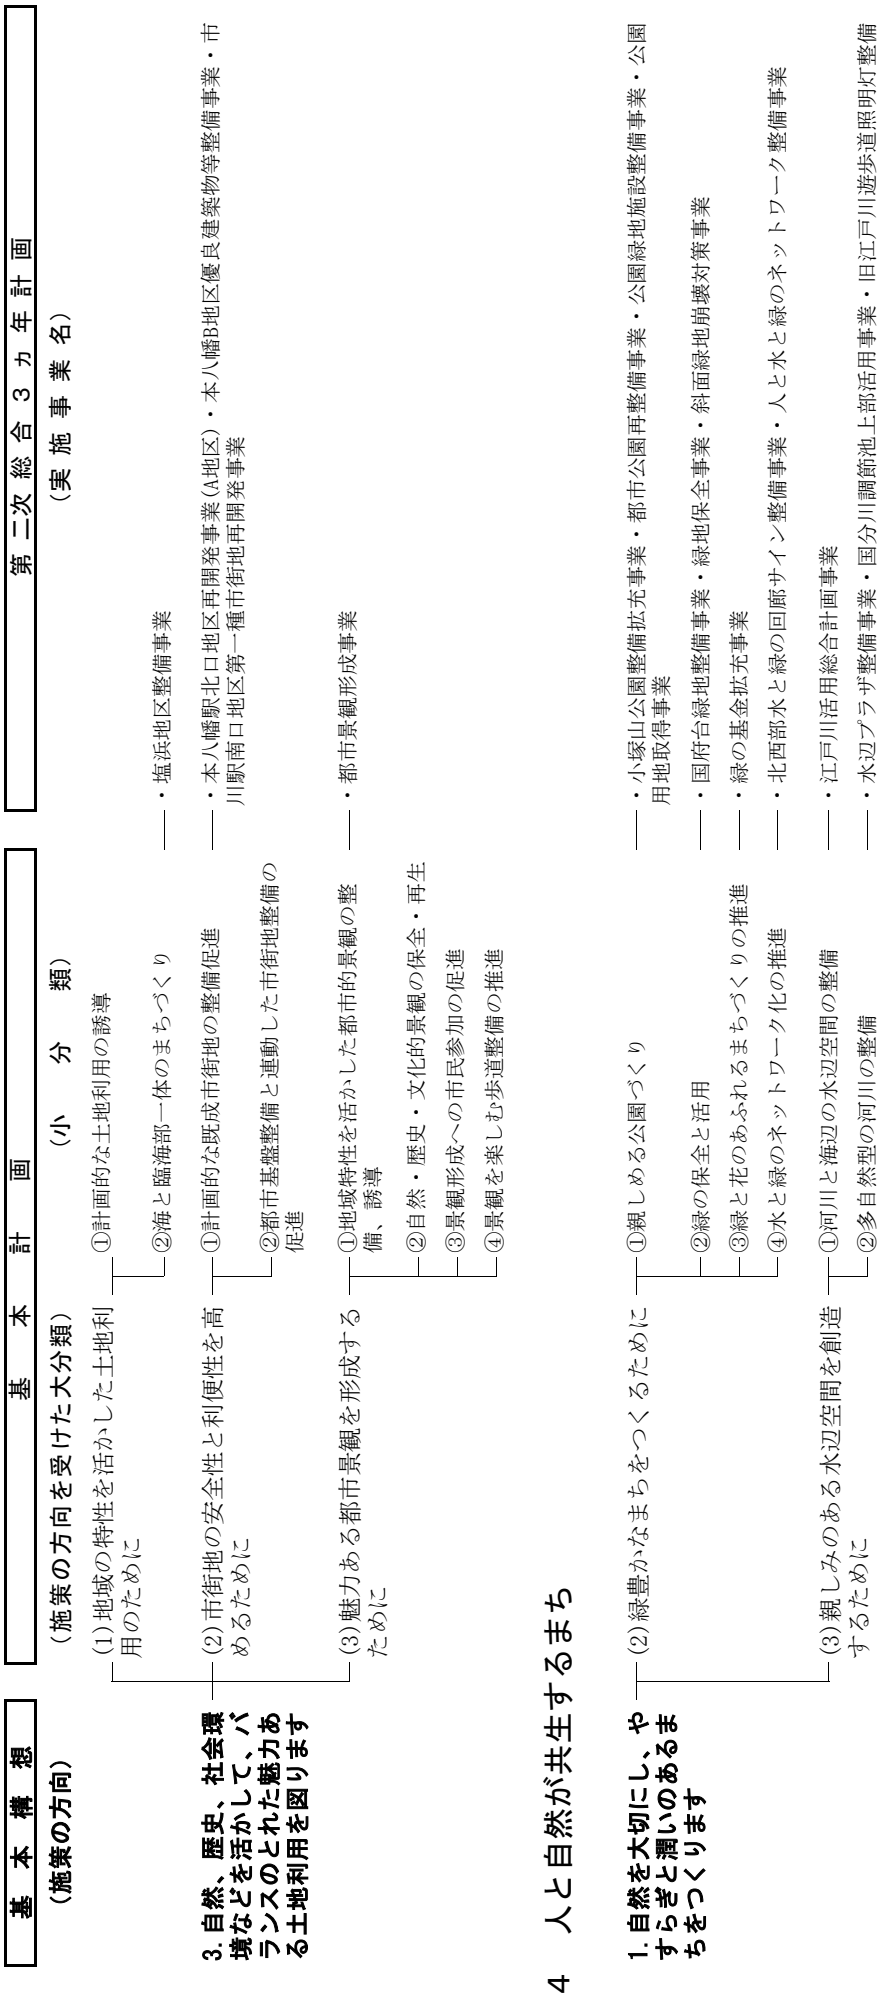 基本構想
(施策の方向)
基本計画
(施策の方向を受けた大分類)
(小分類)
第二次総合3ヵ年計画
(実施事業名)
3. 自然、歴史、社会環
境などを活かして、バ
ランスのとれた魅力あ
る土地利用を図ります
(1)地域の特性を活かした土地利
用のために
①計画的な土地利用の誘導
②海と臨海部一体のまちづくり
・塩浜地区整備事業
(2)市街地の安全性と利便性を高
めるために
①計画的な既成市街地の整備促進
・本八幡駅北口地区再開発事業(A地区)・本八幡B地区優良建築物等整備事業・市
川駅南口地区第一種市街地再開発事業
②都市基盤整備と連動した市街地整備の
促進
(3)魅力ある都市景観を形成する
ために
①地域特性を活かした都市的景観の整
備、誘導
・都市景観形成事業
②自然・歴史・文化的景観の保全・再生
③景観形成への市民参加の促進
④景観を楽しむ歩道整備の推進
4 人と自然が共生するまち
1. 自然を大切にし、や
すらぎと潤いのあるま
ちをつくります
(2)緑豊かなまちをつくるために
①親しめる公園づくり
・小塚山公園整備拡充事業・都市公園再整備事業・公園緑地施設整備事業・公園
用地取得事業
②緑の保全と活用
・国府台緑地整備事業・緑地保全事業・斜面緑地崩壊対策事業
③緑と花のあふれるまちづくりの推進
・緑の基金拡充事業
④水と緑のネットワーク化の推進
・北西部水と緑の回廊サイン整備事業・人と水と緑のネットワーク整備事業
(3)親しみのある水辺空間を創造
するために
①河川と海辺の水辺空間の整備
・江戸川活用総合計画事業
②多自然型の河川の整備
・水辺プラザ整備事業・国分川調節池上部活用事業・旧江戸川遊歩道照明灯整備